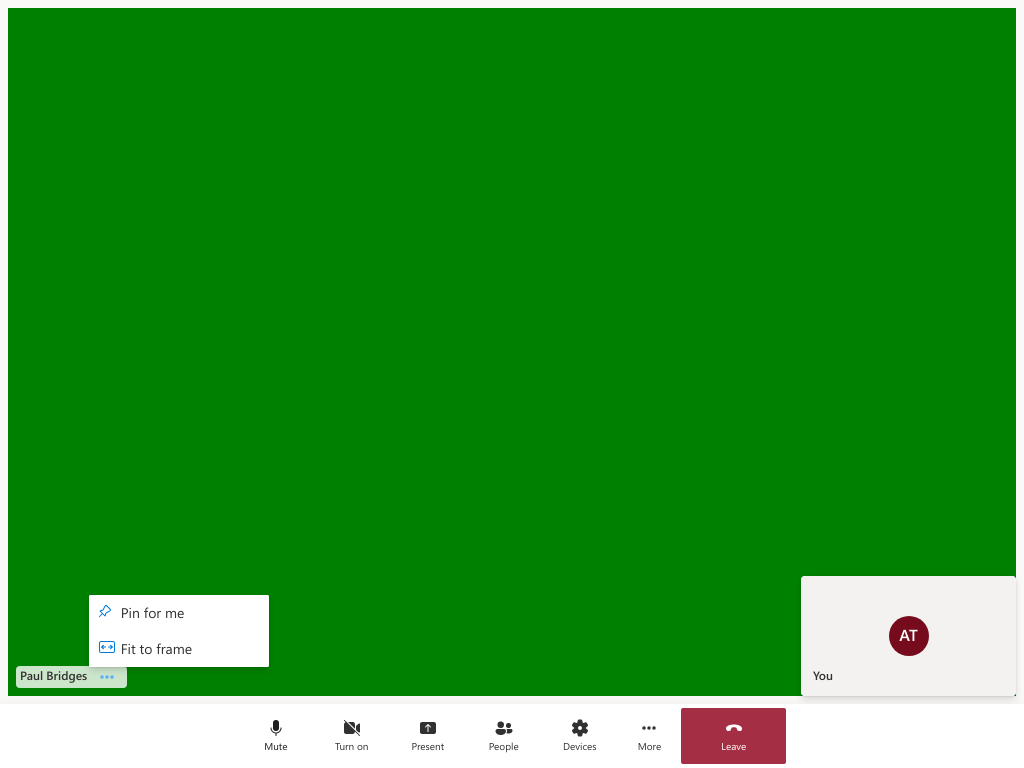 Pin for me
Fit to frame
Paul Bridges
AT
You
Mute
Turn on
Present
People
Devices
More
Leave